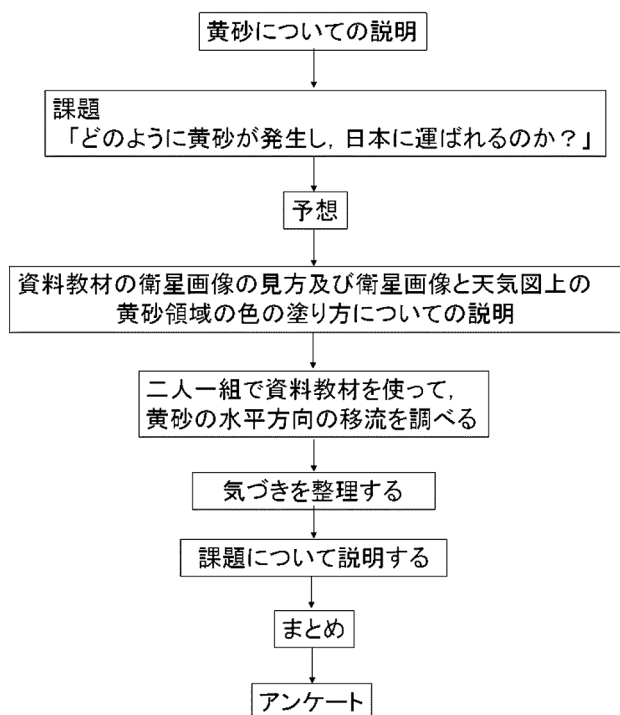 黄砂についての説明
課題
「どのように黄砂が発生し，日本に運ばれるのか？」
予想
資料教材の衛星画像の見方及び衛星画像と天気図上の
黄砂領域の色の塗り方についての説明
二人一組で資料教材を使って，
黄砂の水平方向の移流を調べる
気づきを整理する
課題について説明する
まとめ
アンケート